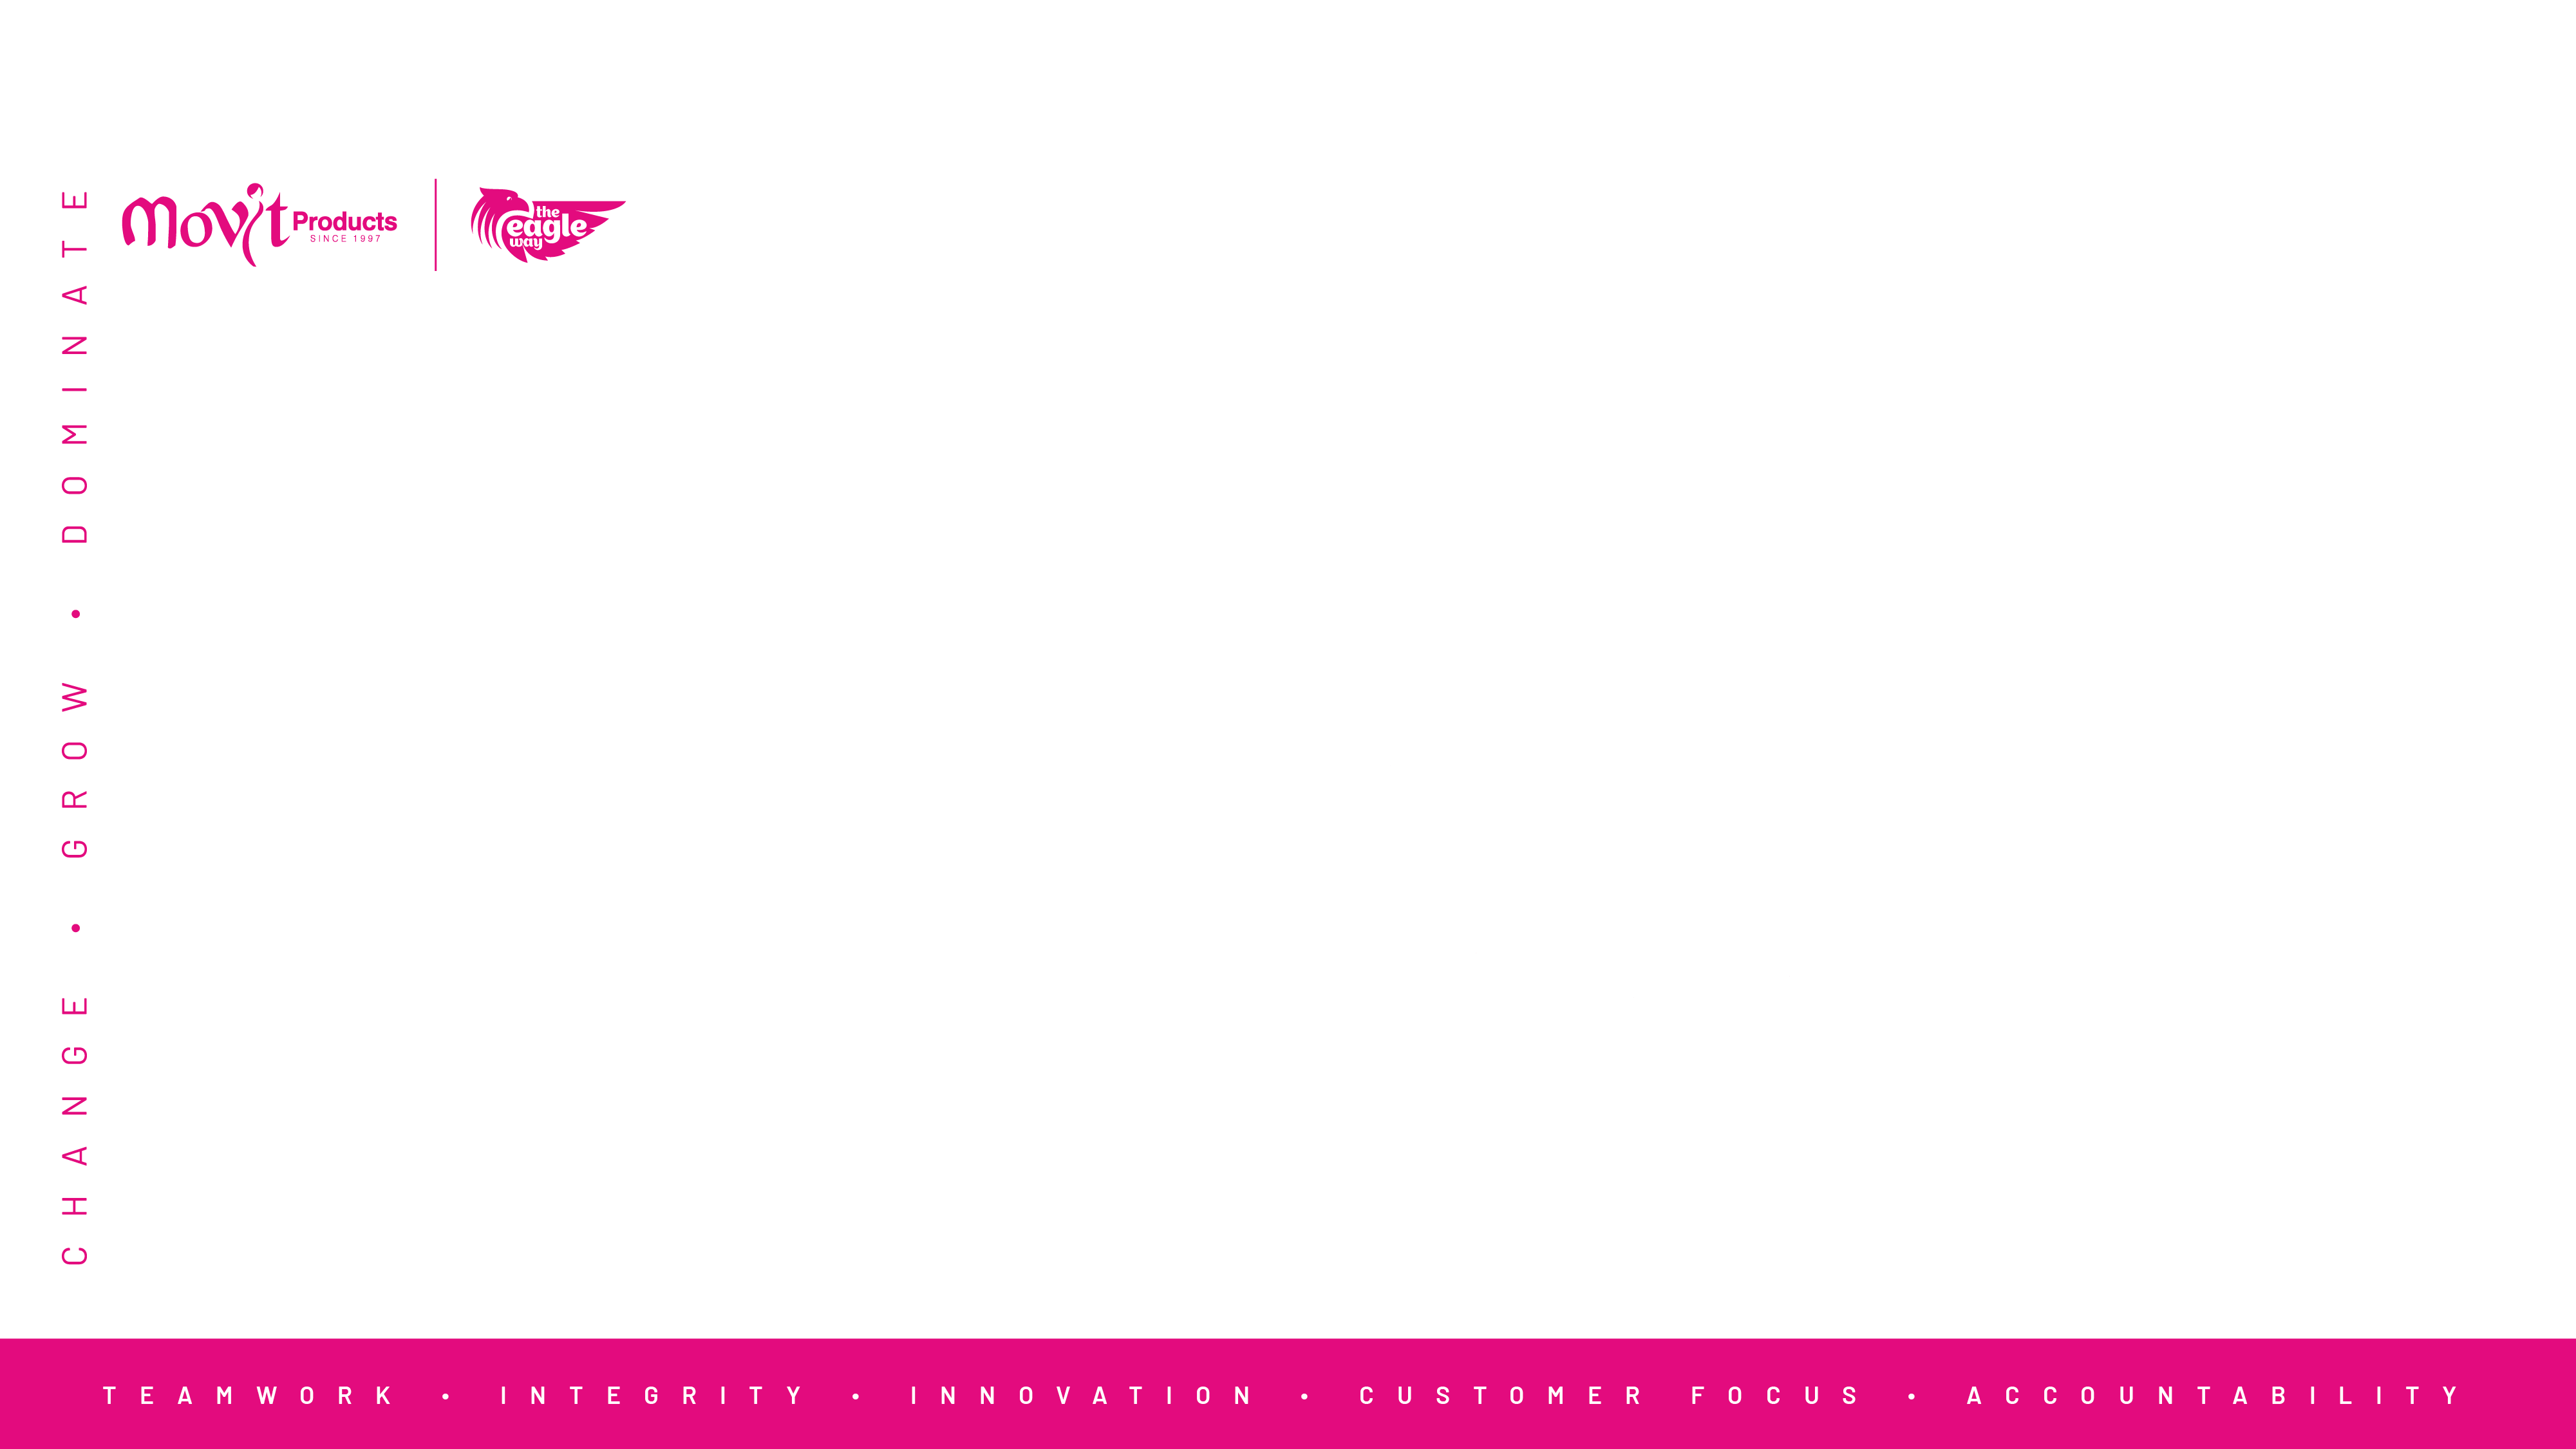 CHANGE • GROW • DOMINATE
movit Products
SINCE 1997
the
eagle
way
TEAMWORK • INTEGRITY • INNOVATION • CUSTOMER FOCUS • ACCOUNTABILITY